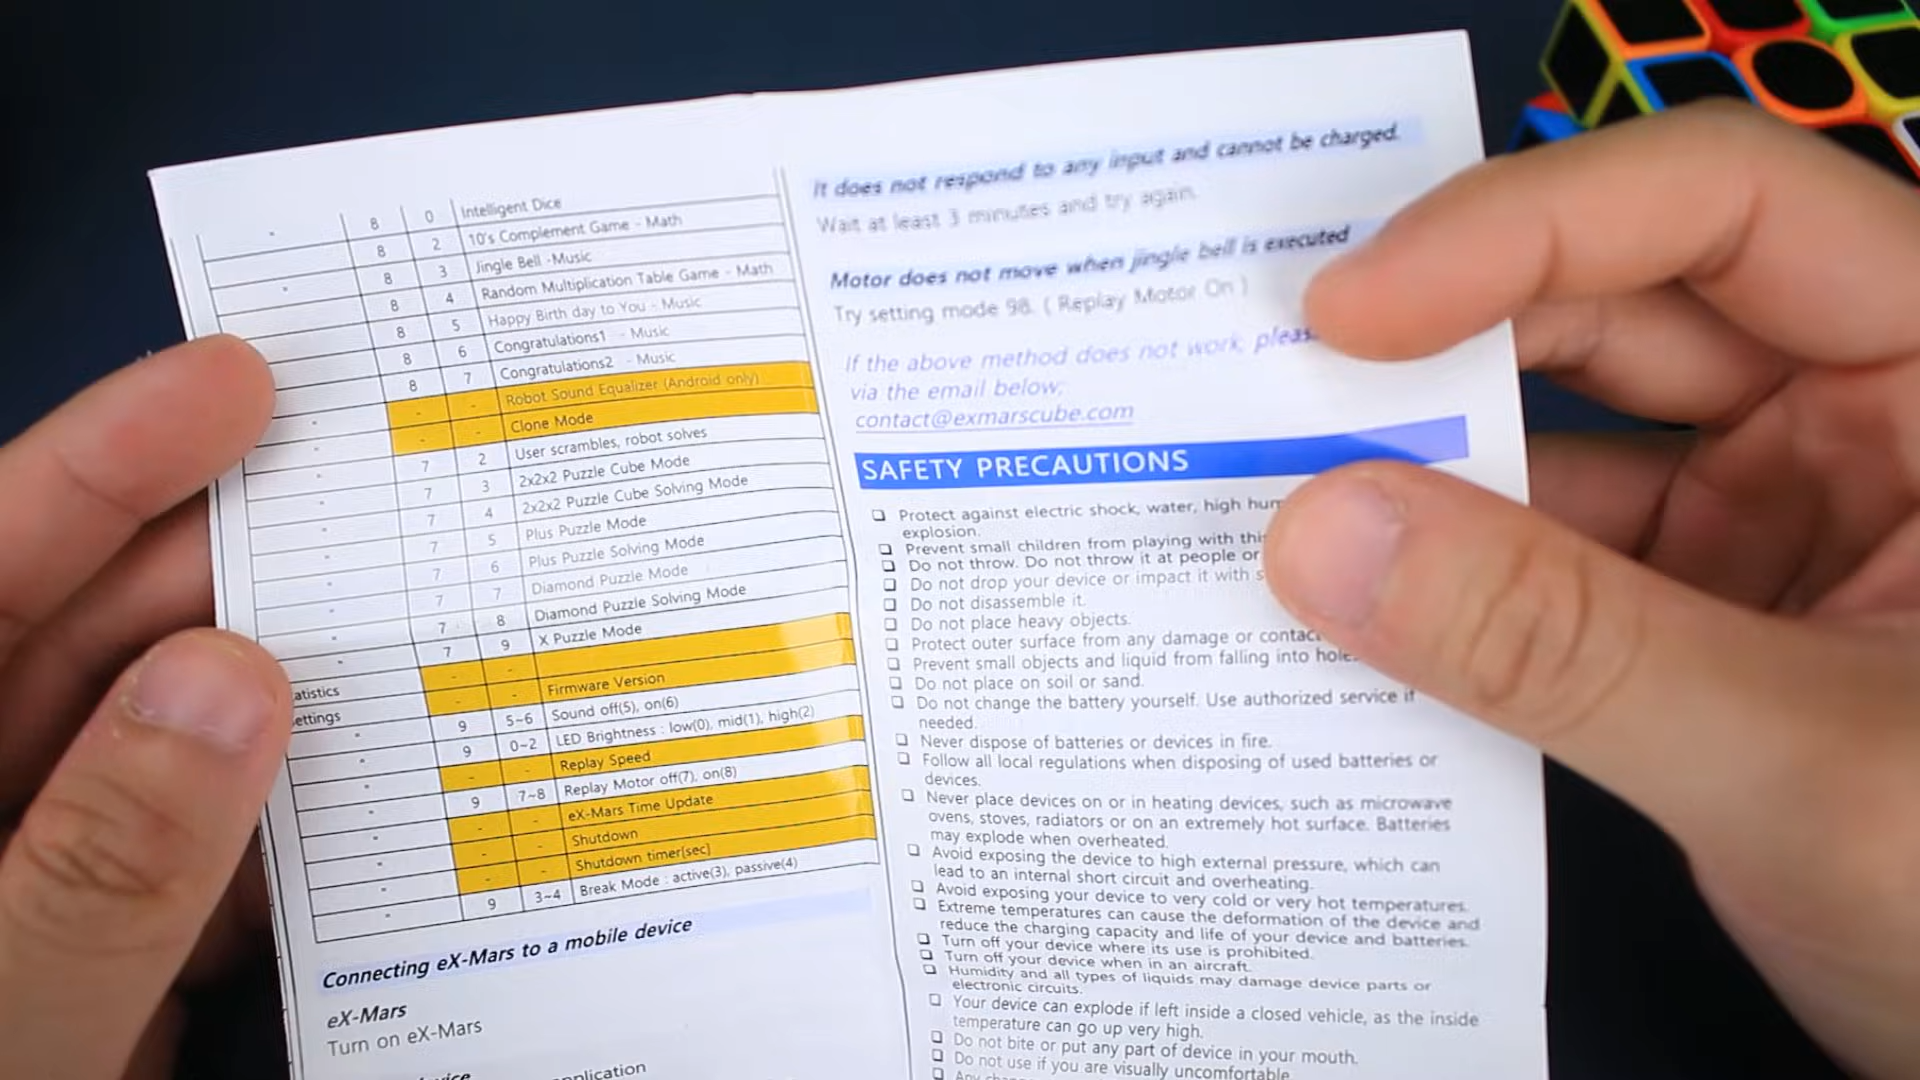 8 0 Intelligent Dice
8 2 10's Complement Game - Math
8 3 Jingle Bell -Music
8 4 Random Multiplication Table Game - Math
8 5 Happy Birth day to You - Music
8 6 Congratulations1 - Music
8 7 Congratulations2 - Music
- - Robot Sound Equalizer (Android only)
- - Clone Mode
7 2 User scrambles, robot solves
7 3 2x2x2 Puzzle Cube Mode
7 4 2x2x2 Puzzle Cube Solving Mode
7 5 Plus Puzzle Mode
7 6 Plus Puzzle Solving Mode
7 7 Diamond Puzzle Mode
7 8 Diamond Puzzle Solving Mode
7 9 X Puzzle Mode
atistics - -
ettings - - Firmware Version
9 5~6 Sound off(5), on(6)
9 0~2 LED Brightness : low(0), mid(1), high(2)
- - Replay Speed
9 7~8 Replay Motor off(7), on(8)
- - eX-Mars Time Update
- - Shutdown
- - Shutdown timer(sec)
9 3~4 Break Mode : active(3), passive(4)
Connecting eX-Mars to a mobile device
eX-Mars
Turn on eX-Mars
It does not respond to any input and cannot be charged.
Wait at least 3 minutes and try again.
Motor does not move when jingle bell is executed
Try setting mode 98. ( Replay Motor On )
If the above method does not work, pleas
via the email below;
contact@exmarscube.com
SAFETY PRECAUTIONS
❑ Protect against electric shock, water, high hum
explosion.
❑ Prevent small children from playing with this
❑ Do not throw. Do not throw it at people or
❑ Do not drop your device or impact it with s
❑ Do not disassemble it.
❑ Do not place heavy objects.
❑ Protect outer surface from any damage or contac
❑ Prevent small objects and liquid from falling into hole
❑ Do not place on soil or sand.
❑ Do not change the battery yourself. Use authorized service if
needed.
❑ Never dispose of batteries or devices in fire.
❑ Follow all local regulations when disposing of used batteries or
devices.
❑ Never place devices on or in heating devices, such as microwave
ovens, stoves, radiators or on an extremely hot surface. Batteries
may explode when overheated.
❑ Avoid exposing the device to high external pressure, which can
lead to an internal short circuit and overheating.
❑ Avoid exposing your device to very cold or very hot temperatures.
❑ Extreme temperatures can cause the deformation of the device and
reduce the charging capacity and life of your device and batteries.
❑ Turn off your device where its use is prohibited.
❑ Turn off your device when in an aircraft.
❑ Humidity and all types of liquids may damage device parts or
electronic circuits.
❑ Your device can explode if left inside a closed vehicle, as the inside
temperature can go up very high.
❑ Do not bite or put any part of device in your mouth.
❑ Do not use if you are visually uncomfortable